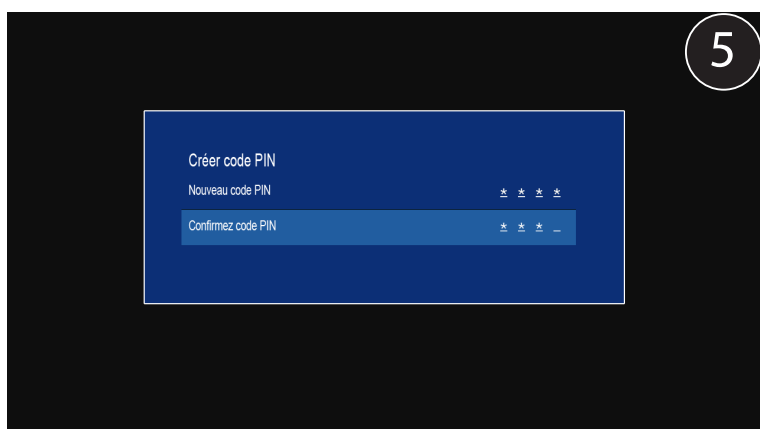 5
Créer code PIN
Nouveau code PIN * * * *
Confirmez code PIN * * * _